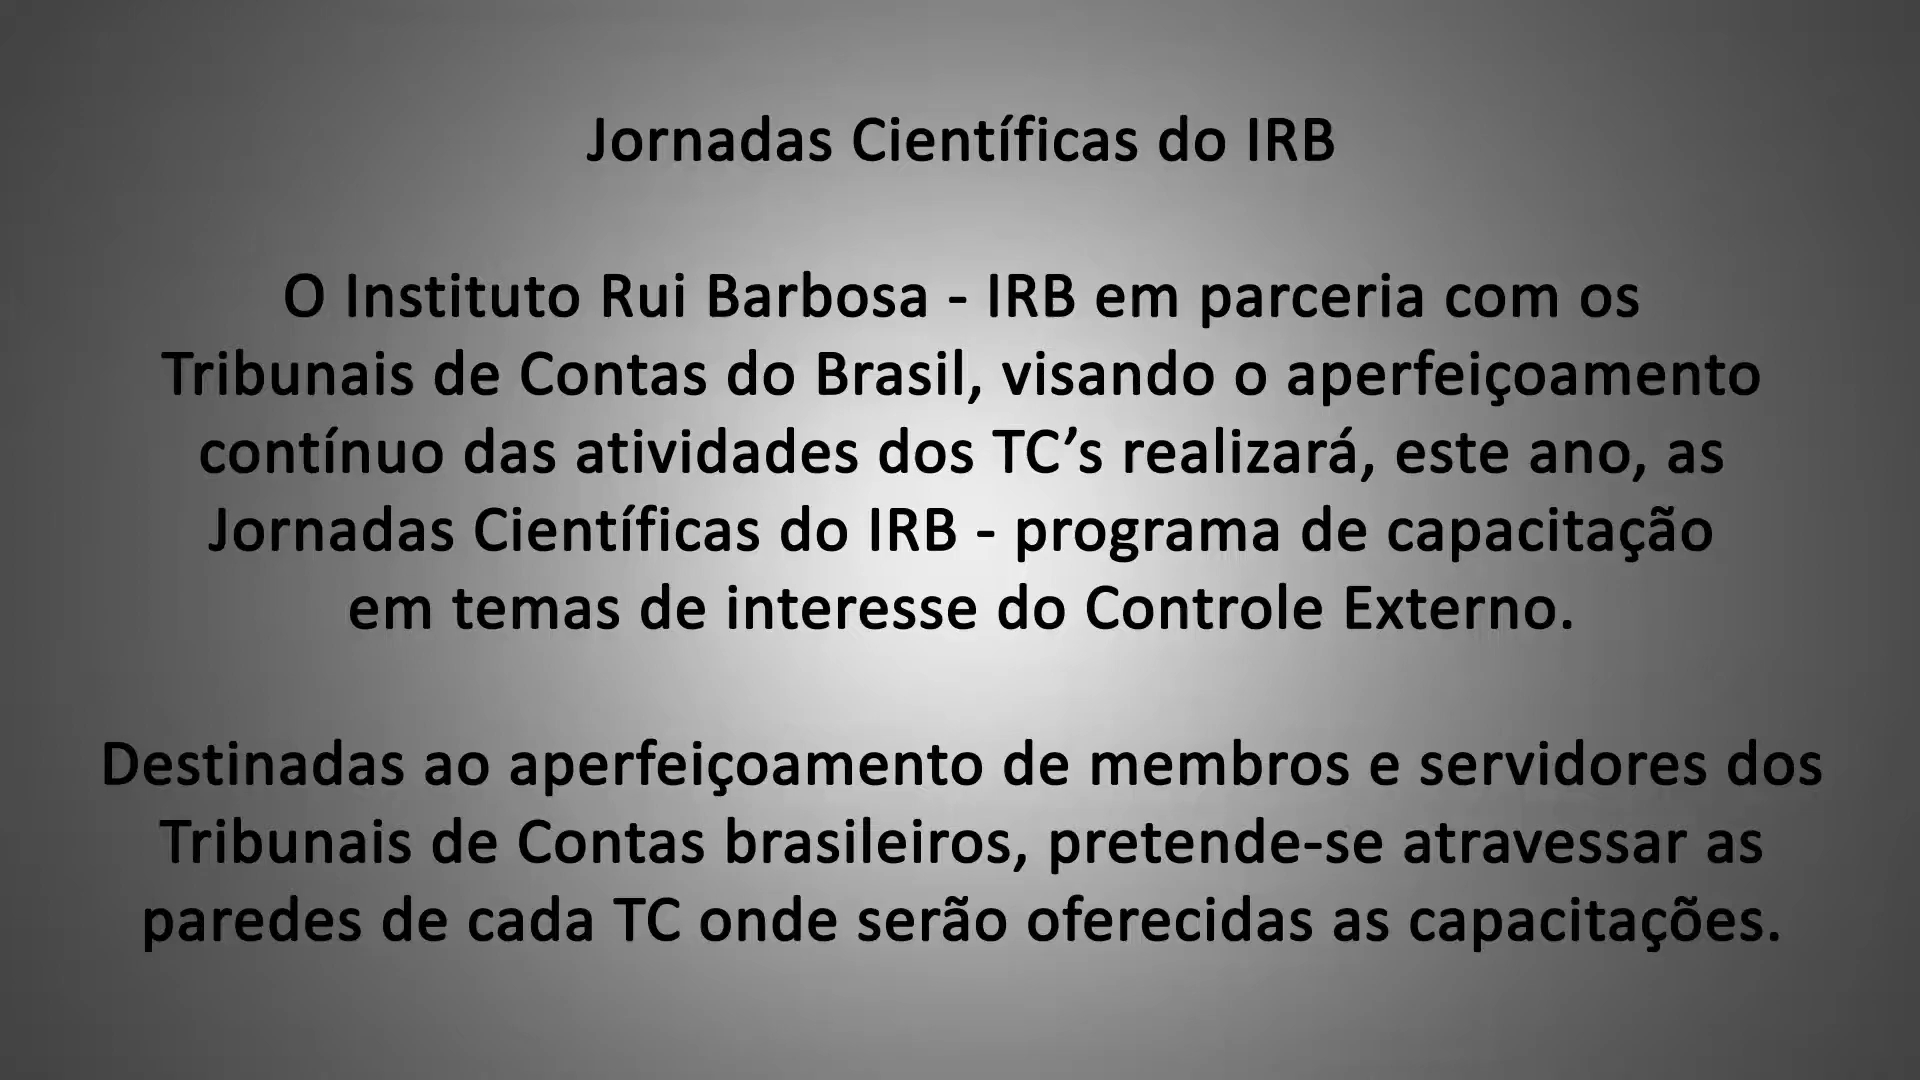 Jornadas Científicas do IRB
O Instituto Rui Barbosa - IRB em parceria com os
Tribunais de Contas do Brasil, visando o aperfeiçoamento
contínuo das atividades dos TC’s realizará, este ano, as
Jornadas Científicas do IRB - programa de capacitação
em temas de interesse do Controle Externo.
Destinadas ao aperfeiçoamento de membros e servidores dos
Tribunais de Contas brasileiros, pretende-se atravessar as
paredes de cada TC onde serão oferecidas as capacitações.